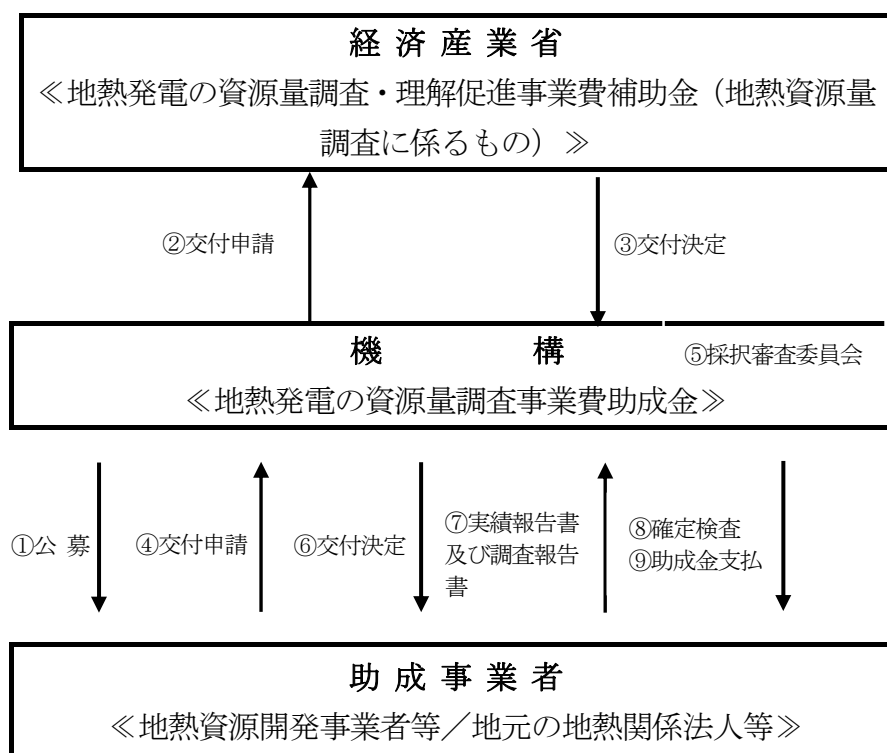 経 済 産 業 省
≪地熱発電の資源量調査・理解促進事業費補助金（地熱資源量
調査に係るもの）≫
②交付申請
③交付決定
機 構
⑤採択審査委員会
≪地熱発電の資源量調査事業費助成金≫
①公 募
④交付申請
⑥交付決定
⑦実績報告書
及び調査報告
書
⑧確定検査
⑨助成金支払
助 成 事 業 者
≪地熱資源開発事業者等／地元の地熱関係法人等≫